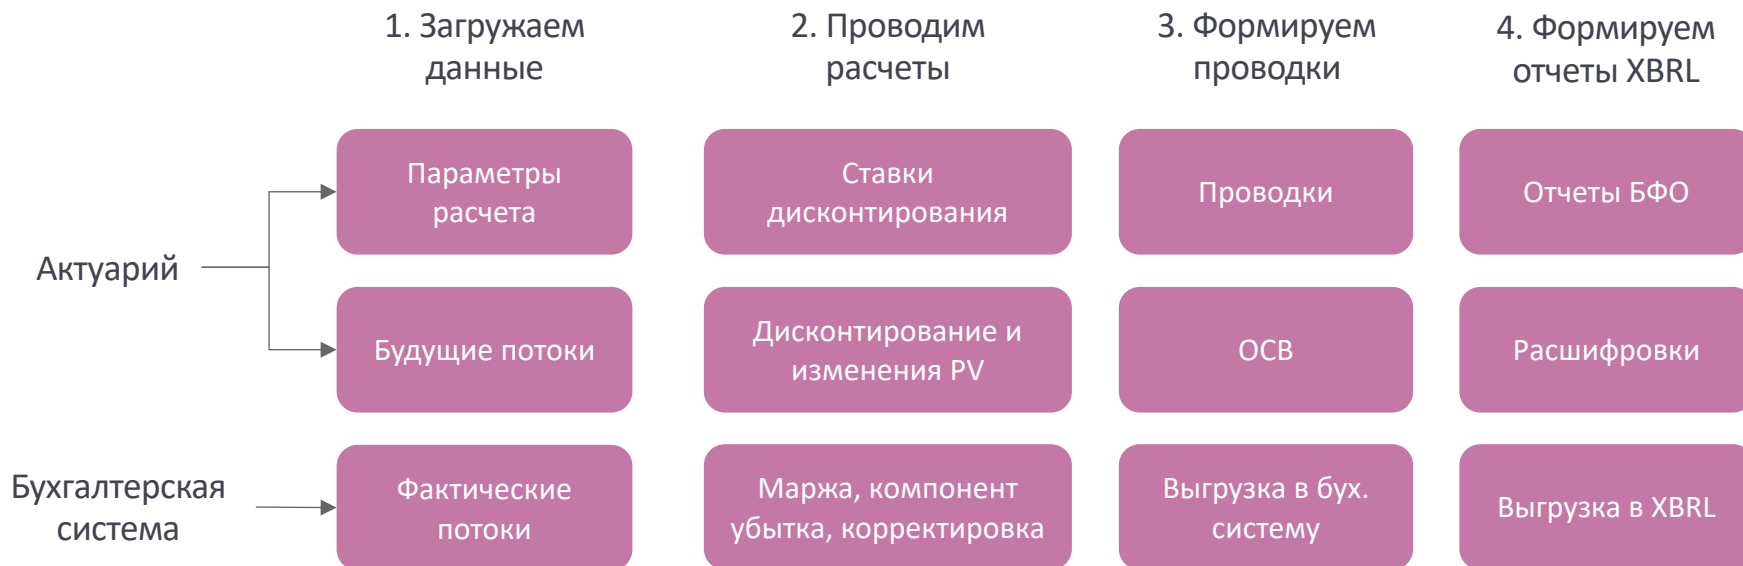 1. Загружаем
данные
2. Проводим
расчеты
3. Формируем
проводки
4. Формируем
отчеты XBRL
Актуарий
Бухгалтерская
система
Параметры
расчета
Ставки
дисконтирования
Проводки
Отчеты БФО
Будущие потоки
Дисконтирование и
изменения PV
ОСВ
Расшифровки
Фактические
потоки
Маржа, компонент
убытка, корректировка
Выгрузка в бух.
систему
Выгрузка в XBRL